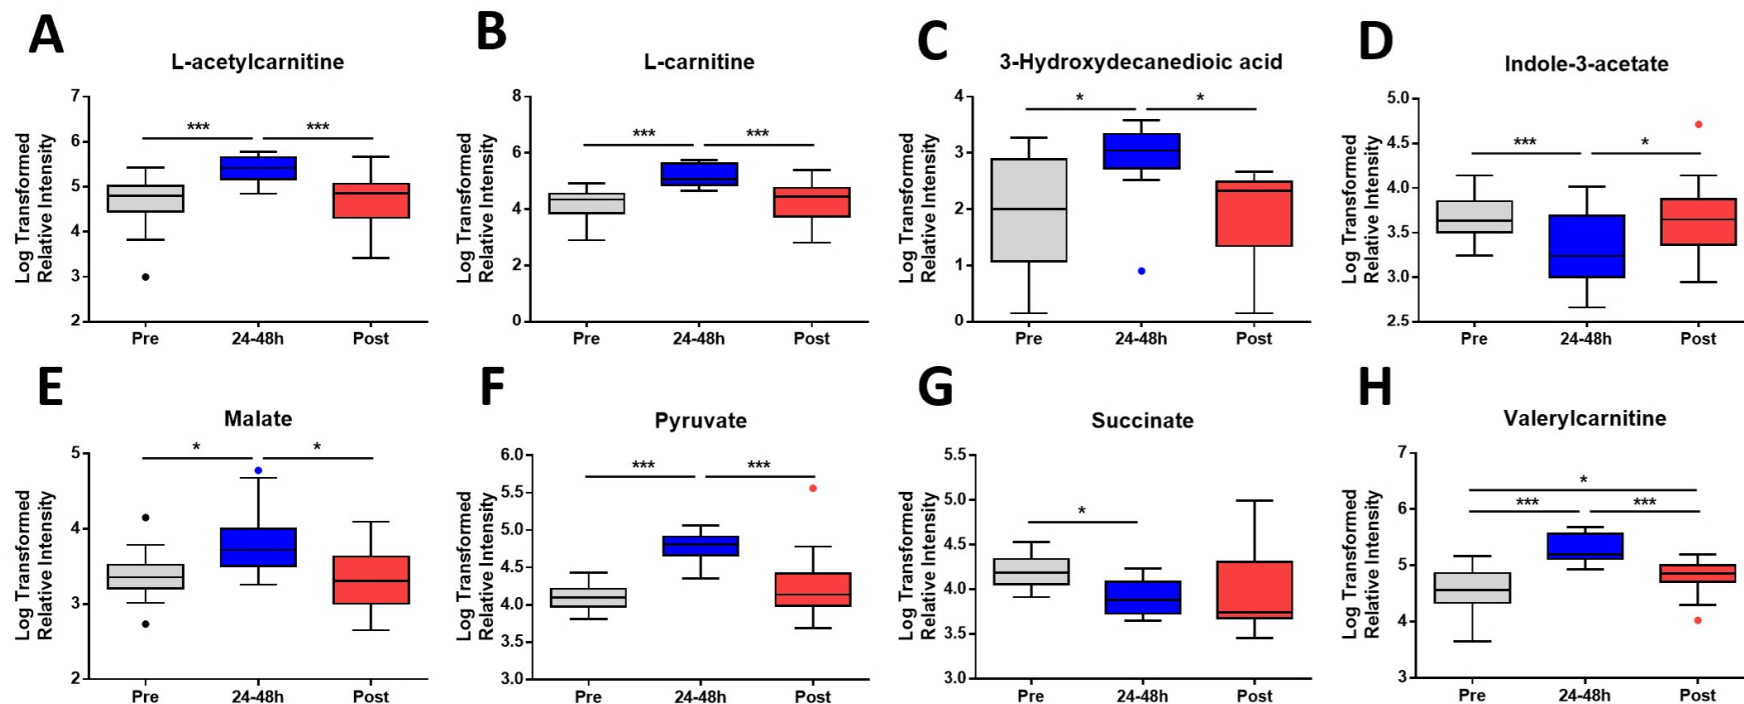 A
L-acetylcarnitine
Log Transformed
Relative Intensity
7
6
5
4
3
2
***
***
Pre
24-48h
Post
B
L-carnitine
Log Transformed
Relative Intensity
8
6
4
2
0
***
***
Pre
24-48h
Post
C
3-Hydroxydecanedioic acid
Log Transformed
Relative Intensity
4
3
2
1
0
*
*
Pre
24-48h
Post
D
Indole-3-acetate
Log Transformed
Relative Intensity
5.0
4.5
4.0
3.5
3.0
2.5
***
*
Pre
24-48h
Post
E
Malate
Log Transformed
Relative Intensity
5
4
3
2
*
*
Pre
24-48h
Post
F
Pyruvate
Log Transformed
Relative Intensity
6.0
5.5
5.0
4.5
4.0
3.5
3.0
***
***
Pre
24-48h
Post
G
Succinate
Log Transformed
Relative Intensity
5.5
5.0
4.5
4.0
3.5
3.0
*
Pre
24-48h
Post
H
Valerylcarnitine
Log Transformed
Relative Intensity
7
6
5
4
3
*
***
***
Pre
24-48h
Post